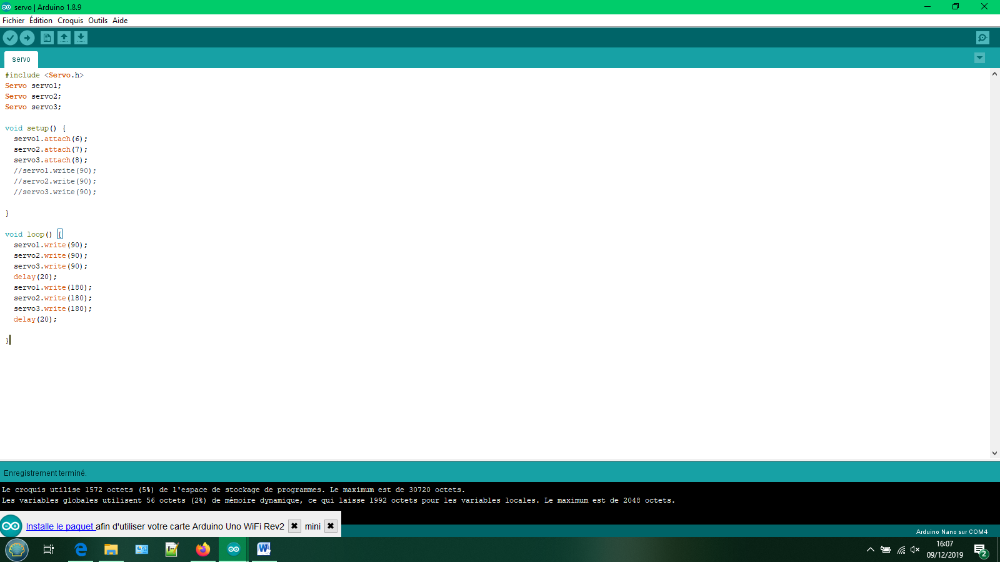 servo | Arduino 1.8.9
Fichier Édition Croquis Outils Aide
servo
#include <Servo.h>
Servo servo1;
Servo servo2;
Servo servo3;
void setup() {
servo1.attach(6);
servo2.attach(7);
servo3.attach(8);
//servo1.write(90);
//servo2.write(90);
//servo3.write(90);
}
void loop() {
servo1.write(90);
servo2.write(90);
servo3.write(90);
delay(20);
servo1.write(180);
servo2.write(180);
servo3.write(180);
delay(20);
}
Enregistrement terminé.
Le croquis utilise 1572 octets (5%) de l'espace de stockage de programmes. Le maximum est de 30720 octets.
Les variables globales utilisent 56 octets (2%) de mémoire dynamique, ce qui laisse 1992 octets pour les variables locales. Le maximum est de 2048 octets.
Installe le paquet afin d'utiliser votre carte Arduino Uno WiFi Rev2 mini
Arduino Nano sur COM4
16:07
09/12/2019
2